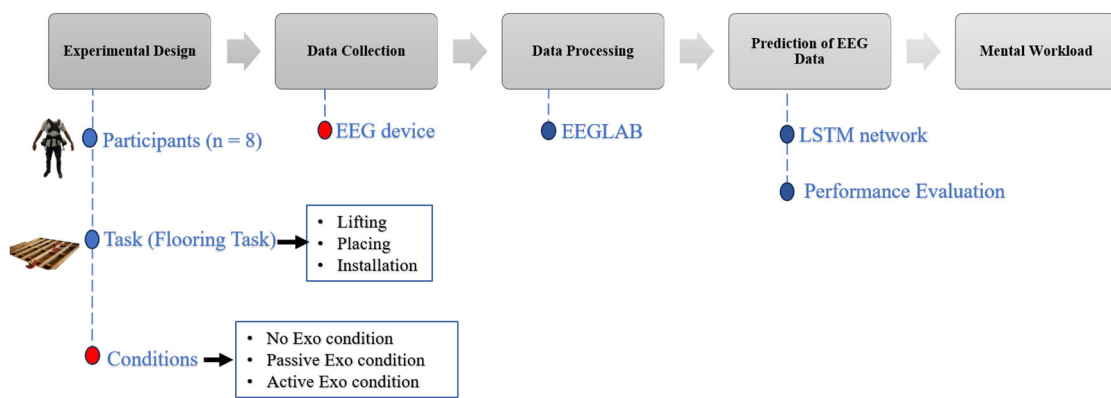 Experimental Design
Data Collection
Data Processing
Prediction of EEG
Data
Mental Workload
Participants (n = 8)
EEG device
EEGLAB
LSTM network
Performance Evaluation
Task (Flooring Task)
• Lifting
• Placing
• Installation
Conditions
• No Exo condition
• Passive Exo condition
• Active Exo condition